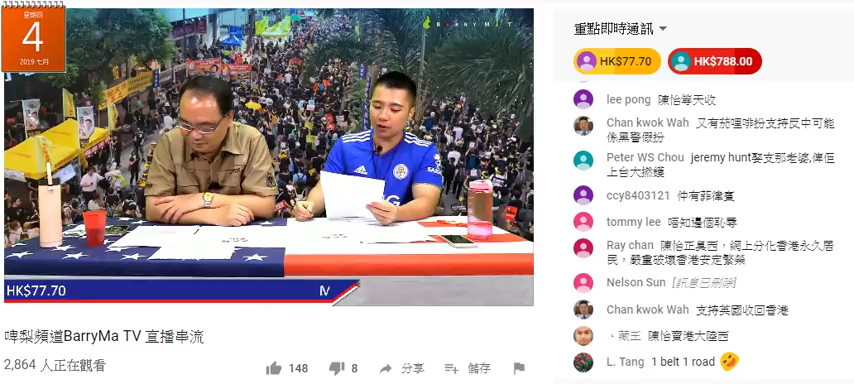 星期四
4
2019 七月
BARRYMA TV
HK$77.70
啤梨頻道BarryMa TV 直播串流
2,864 人正在觀看
148
8
分享
儲存
重點即時通訊
HK$77.70
HK$788.00
lee pong 陳怡等天收
Chan kwok Wah 又有茄喱啡扮支持反中可能
係黑警假扮
Peter WS Chou jeremy hunt娶支那老婆,俾佢
上台大撚鑊
ccy8403121 仲有菲律賓
tommy lee 唔知邊個恥辱
Ray chan 陳怡正臭西，網上分化香港永久居
民，嚴重破壞香港安定繁榮
Nelson Sun [訊息已刪除]
Chan kwok Wah 支持英國收回香港
。藏王 陳怡賣港大陸西
L. Tang 1 belt 1 road